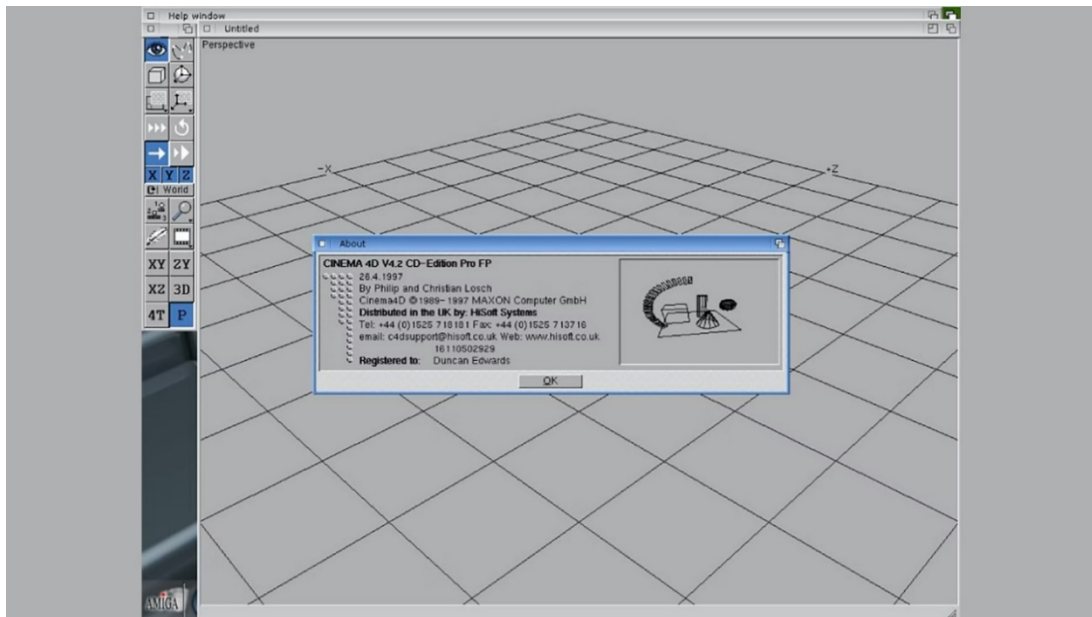 Help window
Untitled
Perspective
-X
+Z
X Y Z
World
XY ZY
XZ 3D
4T P
About
CINEMA 4D V4.2 CD-Edition Pro FP
26.4.1997
By Philip and Christian Losch
Cinema4D ©1989- 1997 MAXON Computer GmbH
Distributed in the UK by: HiSoft Systems
Tel: +44 (0)1525 718181 Fax: +44 (0)1525 713716
email: c4dsupport@hisoft.co.uk Web: www.hisoft.co.uk
16110502929
Registered to: Duncan Edwards
OK
AMIGA